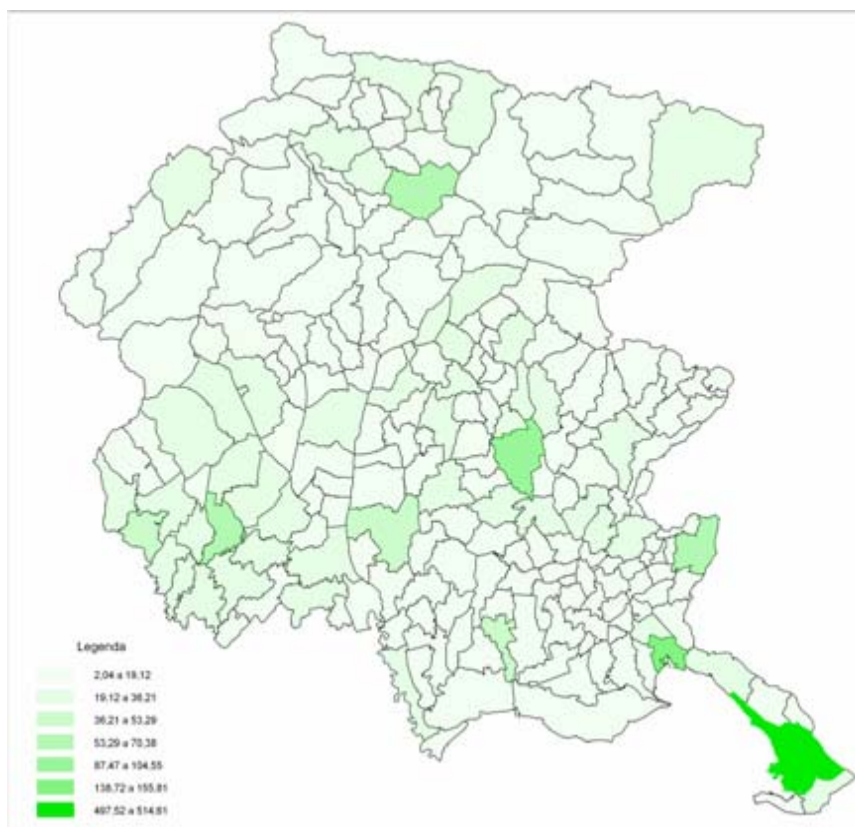 Legenda
2,04 a 19,12
19,12 a 36,21
36,21 a 53,29
53,29 a 70,38
87,47 a 104,55
138,72 a 155,81
497,52 a 514,61